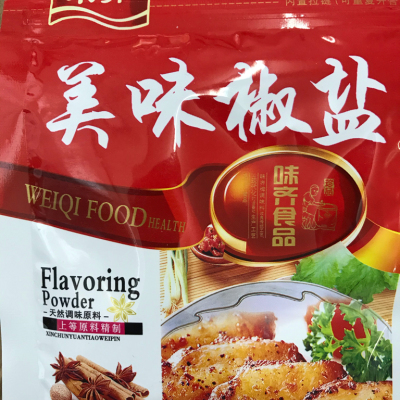 美味椒盐
味齐食品
WEIQI FOOD HEALTH
Flavoring
Powder
-天然调味原料-
上等原料精制
XINCHUNYUANTIAOWEIPIN